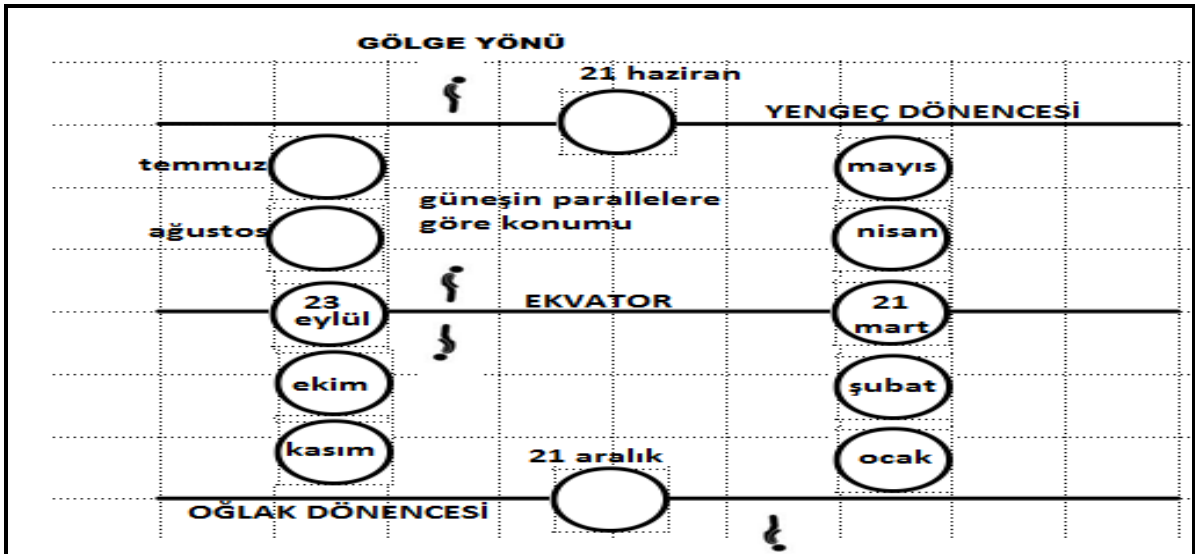 GÖLGE YÖNÜ
21 haziran
YENGEÇ DÖNENCESİ
temmuz
mayıs
güneşin parallelere
göre konumu
ağustos
nisan
23
eylül
EKVATOR
21
mart
ekim
şubat
kasım
21 aralık
ocak
OĞLAK DÖNENCESİ